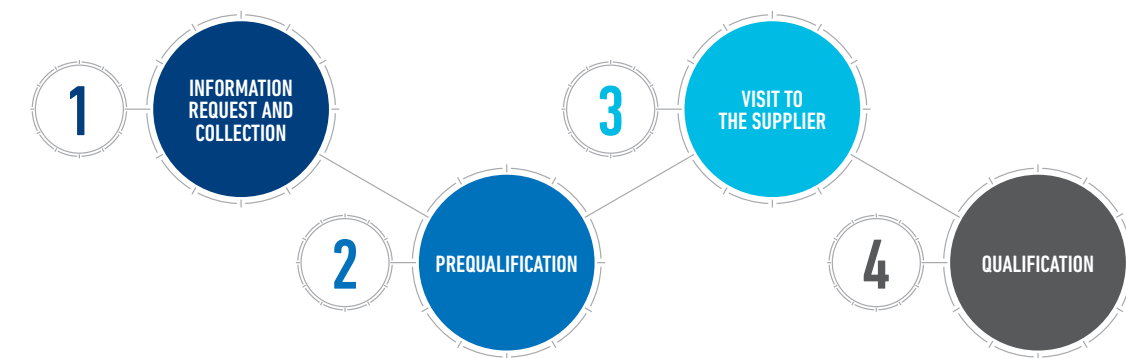 1
INFORMATION
REQUEST AND
COLLECTION
2
PREQUALIFICATION
3
VISIT TO
THE SUPPLIER
4
QUALIFICATION